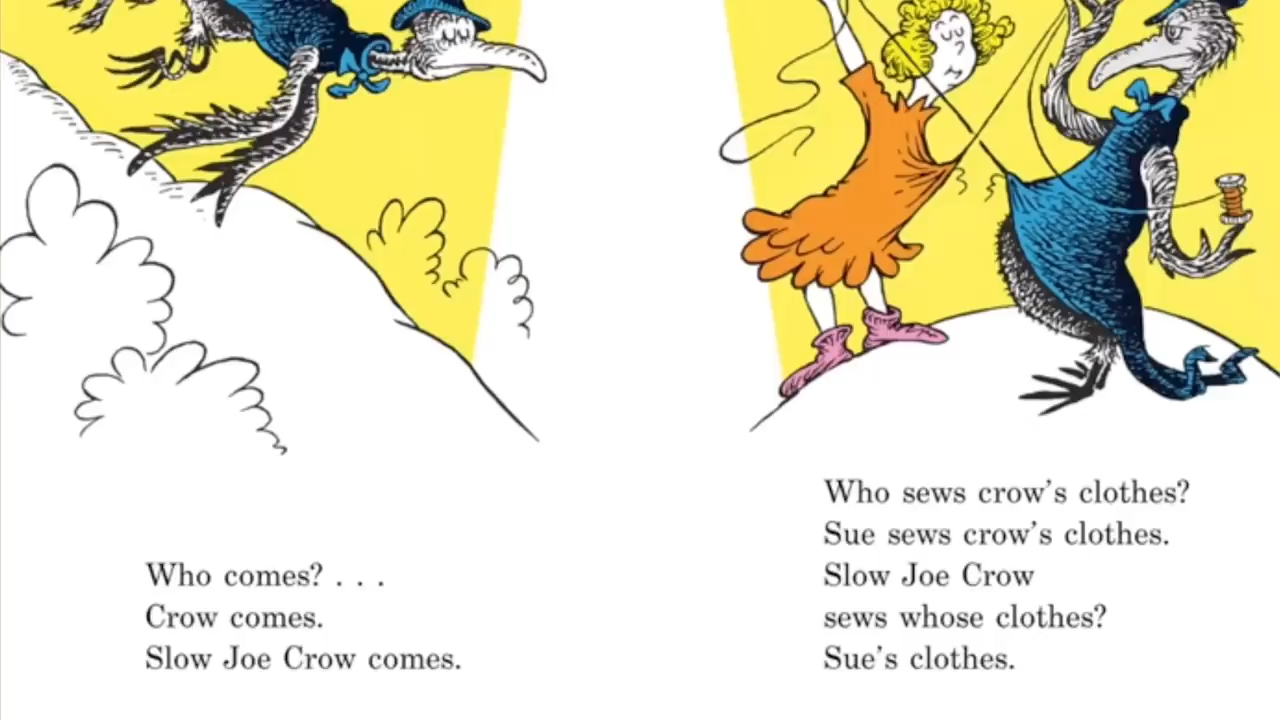 Who comes? . . .
Crow comes.
Slow Joe Crow comes.
Who sews crow's clothes?
Sue sews crow's clothes.
Slow Joe Crow
sews whose clothes?
Sue's clothes.